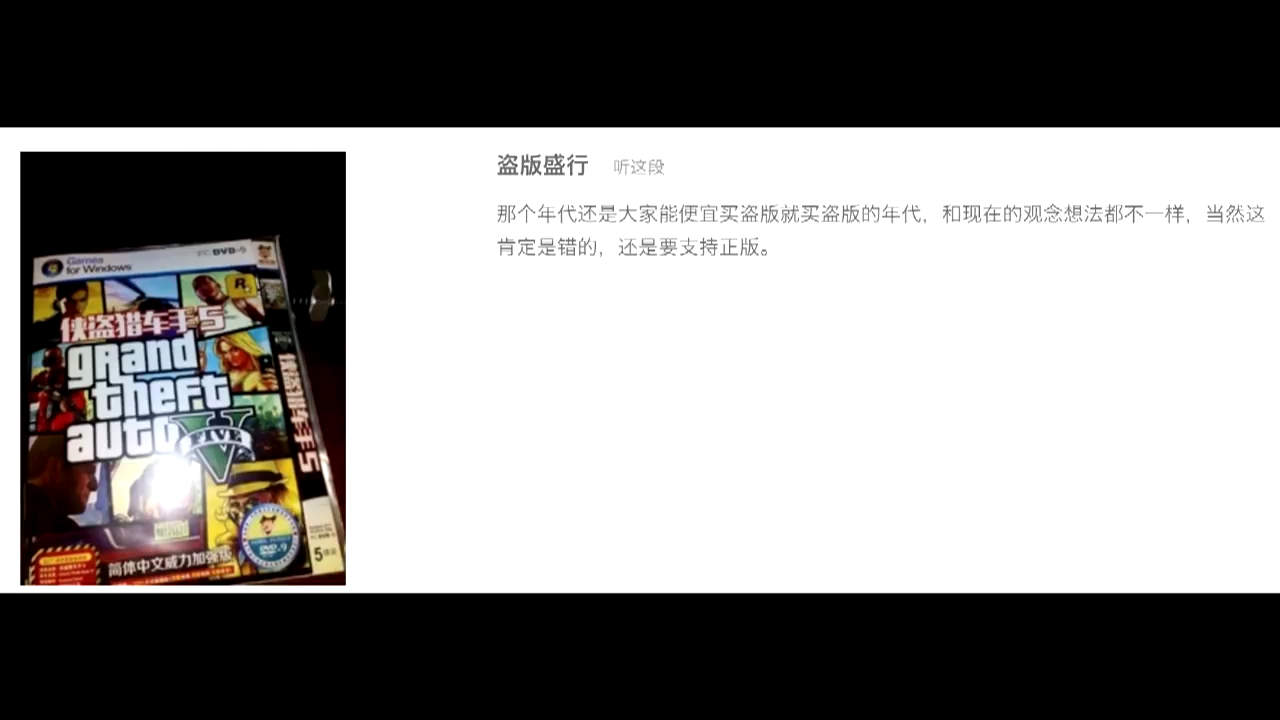 盗版盛行 听这段
那个年代还是大家能便宜买盗版就买盗版的年代，和现在的观念想法都不一样，当然这
肯定是错的，还是要支持正版。
Games
for Windows
PC DVD-9
R
侠盗猎车手5
grand
theft
auto
V
FIVE
侠盗猎车手5
DVD-9
简体中文威力加强版
5